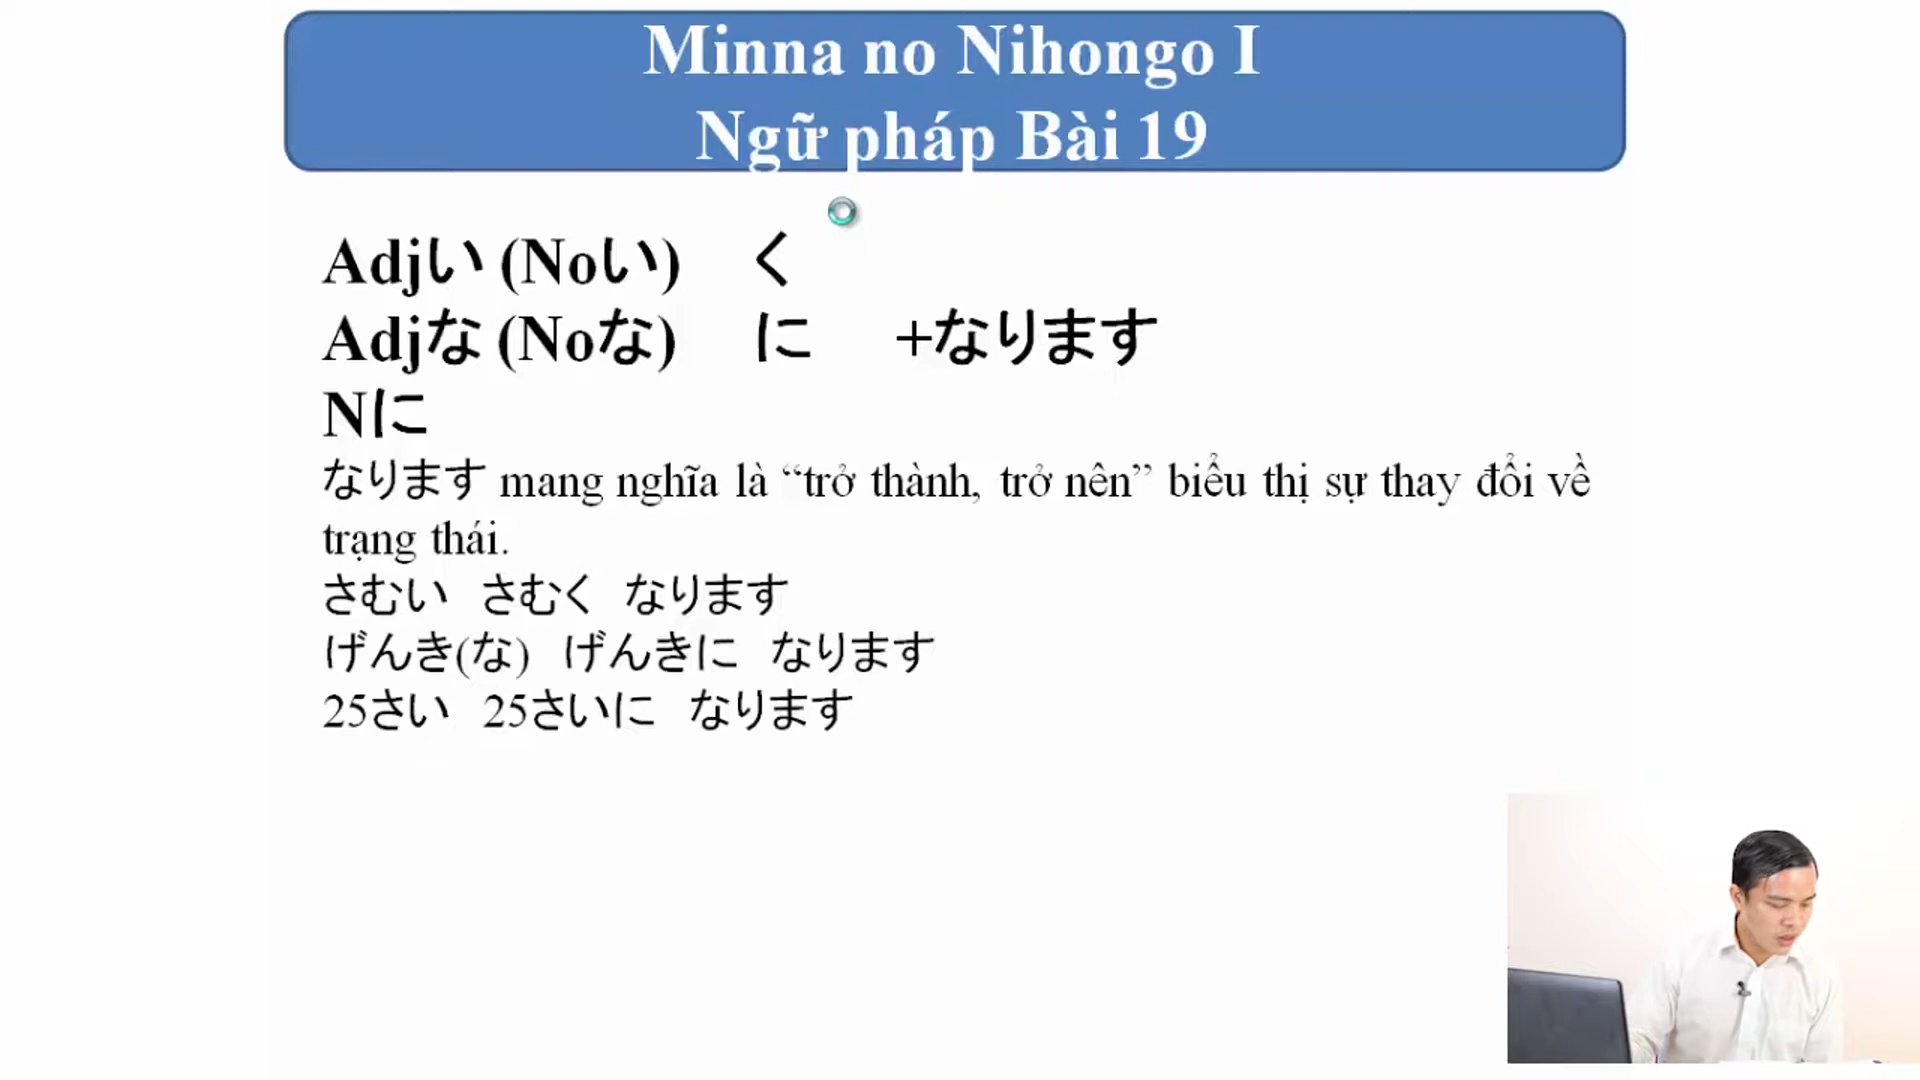 Minna no Nihongo I
Ngữ pháp Bài 19
Adjい (Noい)　く
Adjな (Noな)　に　+なります
Nに
なります mang nghĩa là “trở thành, trở nên” biểu thị sự thay đổi về
trạng thái.
さむい　さむく　なります
げんき(な)　げんきに　なります
25さい　25さいに　なります